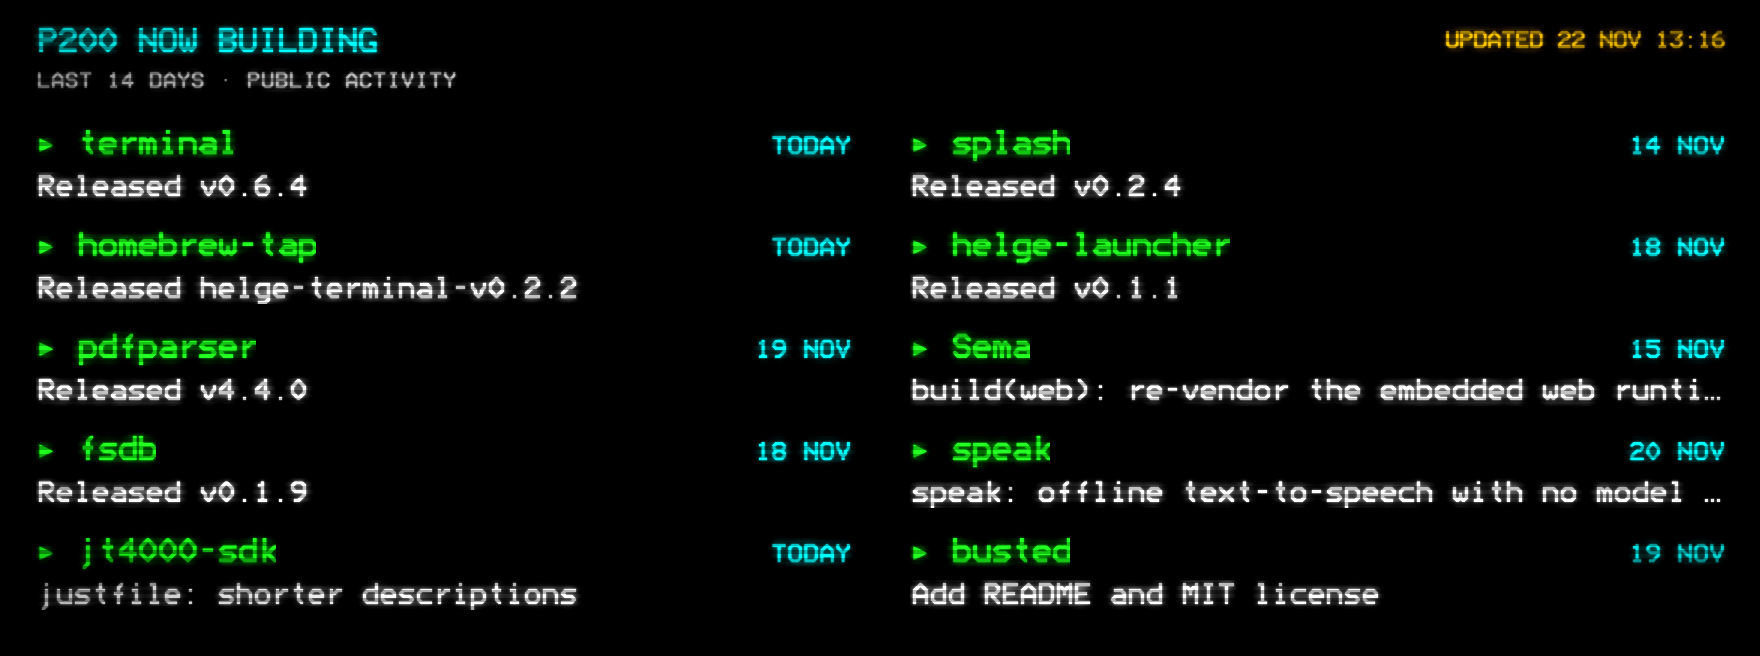 P200 NOW BUILDING
UPDATED 22 NOV 13:16
LAST 14 DAYS · PUBLIC ACTIVITY
► terminal TODAY
Released v0.6.4
► homebrew-tap TODAY
Released helge-terminal-v0.2.2
► pdfparser 19 NOV
Released v4.4.0
► fsdb 18 NOV
Released v0.1.9
► jt4000-sdk TODAY
justfile: shorter descriptions
► splash 14 NOV
Released v0.2.4
► helge-launcher 18 NOV
Released v0.1.1
► Sema 15 NOV
build(web): re-vendor the embedded web runti…
► speak 20 NOV
speak: offline text-to-speech with no model …
► busted 19 NOV
Add README and MIT license